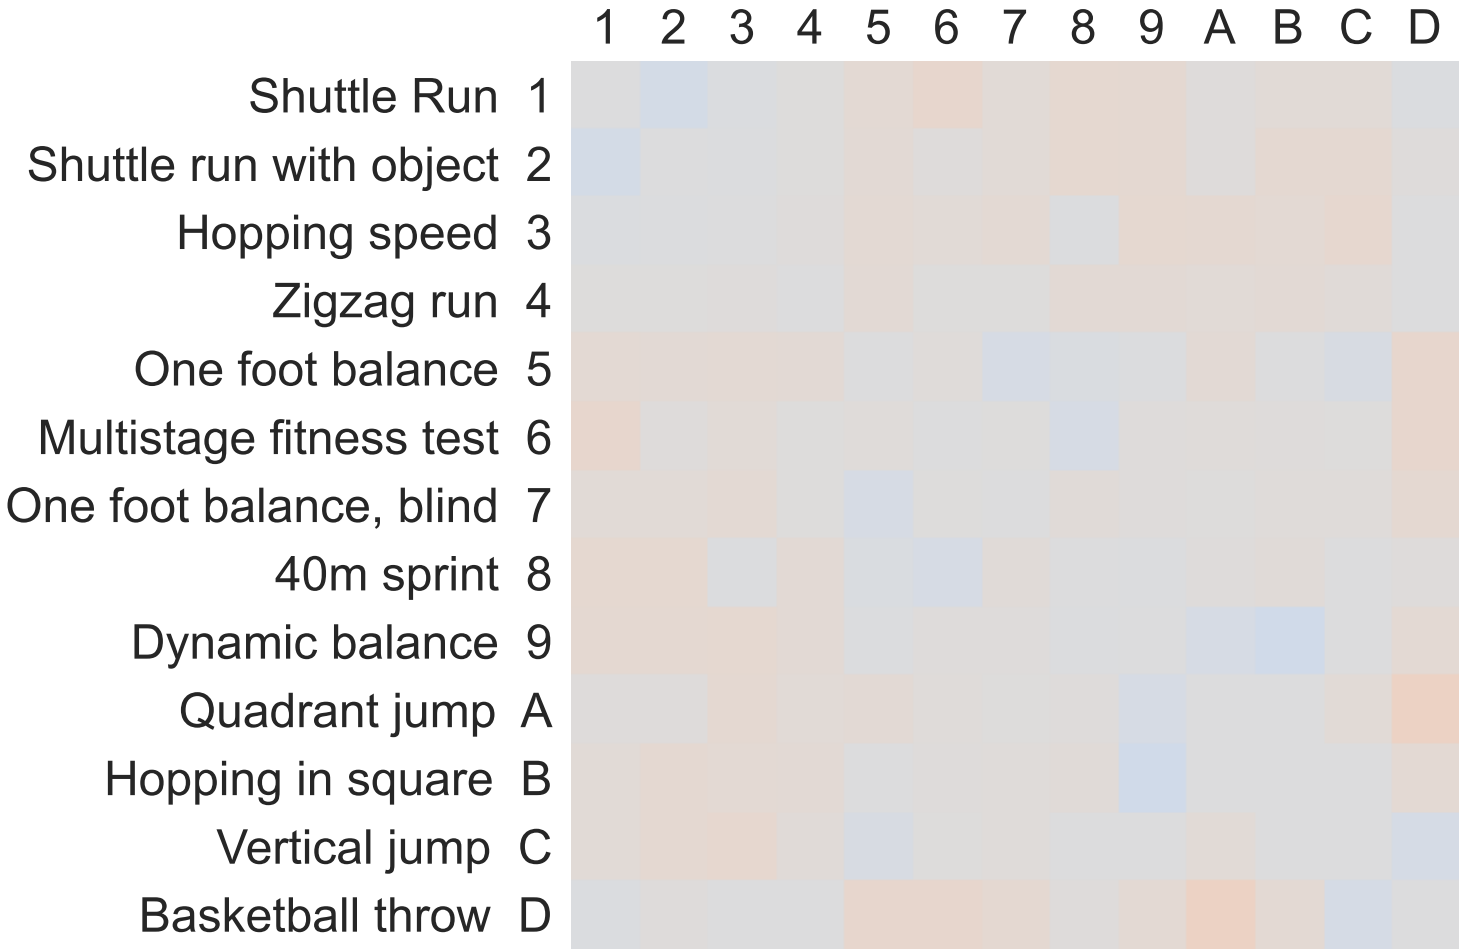 1 2 3 4 5 6 7 8 9 A B C D
Shuttle Run 1
Shuttle run with object 2
Hopping speed 3
Zigzag run 4
One foot balance 5
Multistage fitness test 6
One foot balance, blind 7
40m sprint 8
Dynamic balance 9
Quadrant jump A
Hopping in square B
Vertical jump C
Basketball throw D